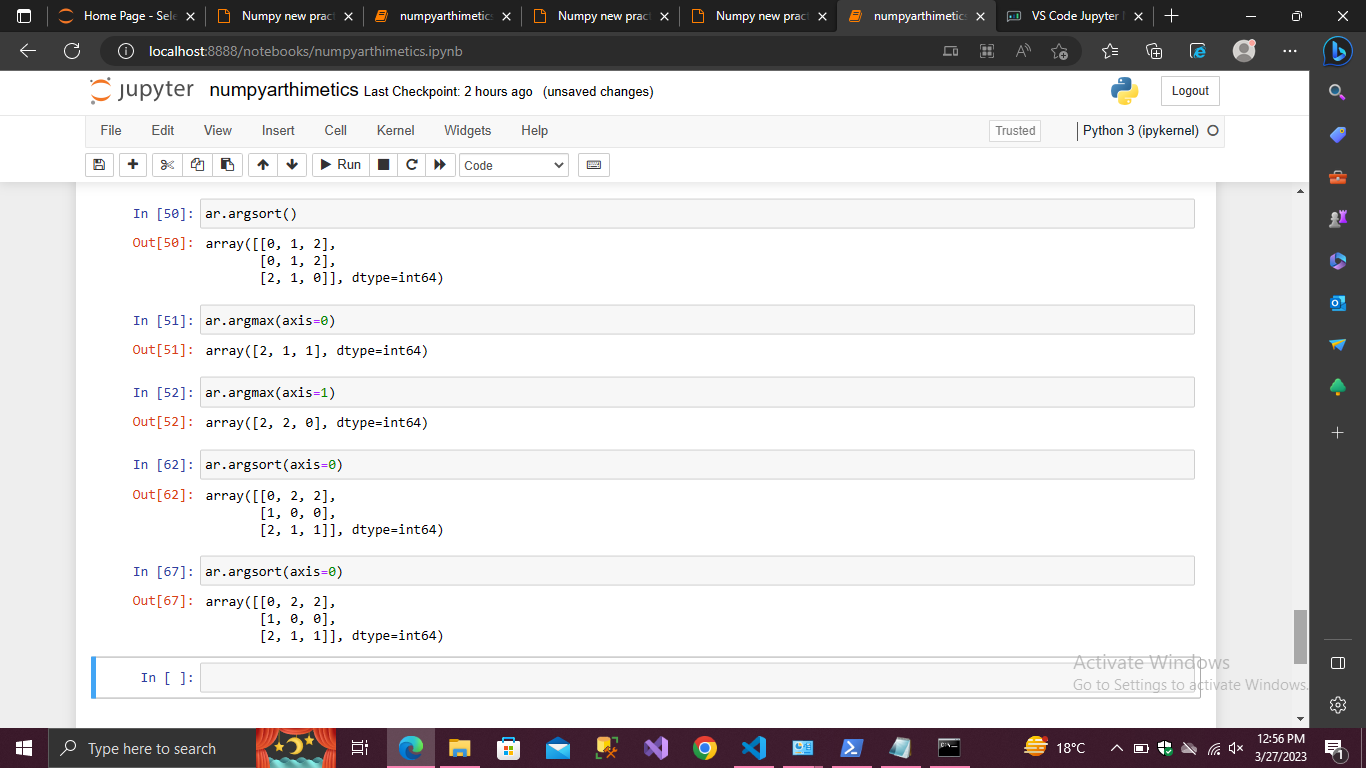 Home Page - Sele
Numpy new pract
numpyarthimetics
Numpy new pract
Numpy new pract
numpyarthimetics
VS Code Jupyter
localhost:8888/notebooks/numpyarthimetics.ipynb
jupyter numpyarthimetics Last Checkpoint: 2 hours ago (unsaved changes)
Logout
File Edit View Insert Cell Kernel Widgets Help
Trusted
Python 3 (ipykernel)
Run
Code
In [50]: ar.argsort()
Out[50]: array([[0, 1, 2],
[0, 1, 2],
[2, 1, 0]], dtype=int64)
In [51]: ar.argmax(axis=0)
Out[51]: array([2, 1, 1], dtype=int64)
In [52]: ar.argmax(axis=1)
Out[52]: array([2, 2, 0], dtype=int64)
In [62]: ar.argsort(axis=0)
Out[62]: array([[0, 2, 2],
[1, 0, 0],
[2, 1, 1]], dtype=int64)
In [67]: ar.argsort(axis=0)
Out[67]: array([[0, 2, 2],
[1, 0, 0],
[2, 1, 1]], dtype=int64)
In [ ]:
Activate Windows
Go to Settings to activate Windows.
Type here to search
18°C
12:56 PM
3/27/2023
1